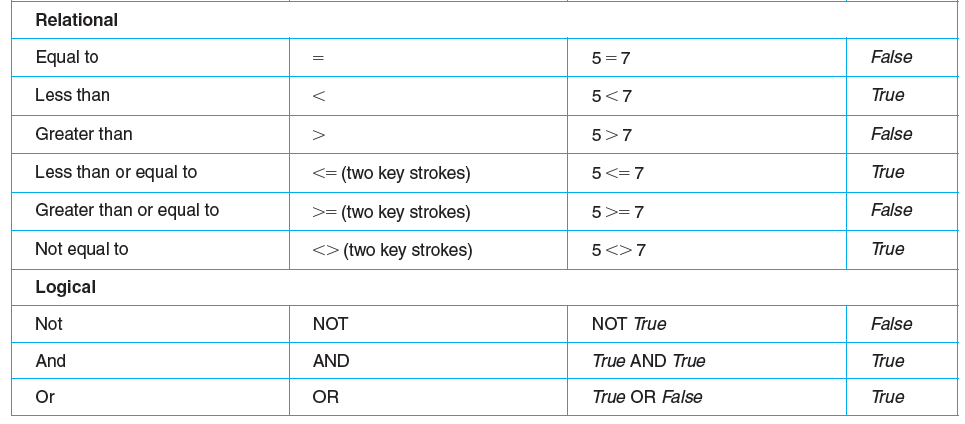 Relational
Equal to = 5 = 7 False
Less than < 5 < 7 True
Greater than > 5 > 7 False
Less than or equal to <= (two key strokes) 5 <= 7 True
Greater than or equal to >= (two key strokes) 5 >= 7 False
Not equal to <> (two key strokes) 5 <> 7 True
Logical
Not NOT NOT True False
And AND True AND True True
Or OR True OR False True